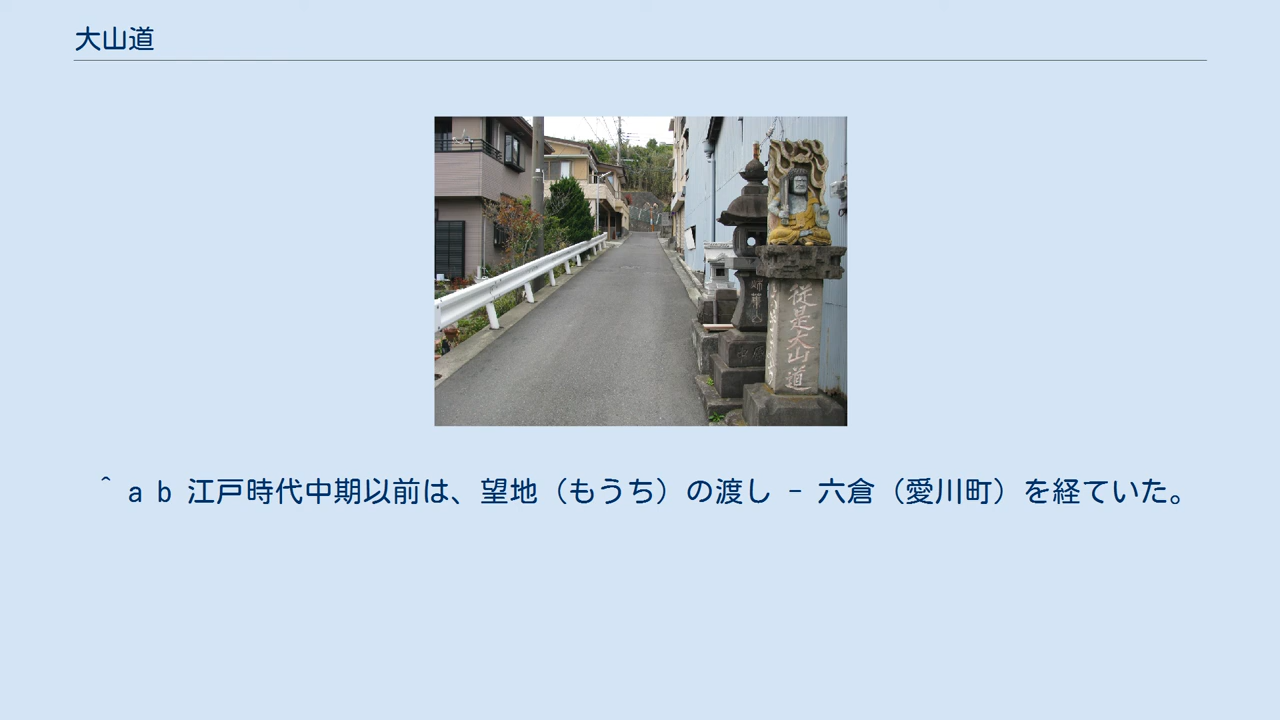 大山道
従是大山道
^ a b 江戸時代中期以前は、望地（もうち）の渡し - 六倉（愛川町）を経ていた。